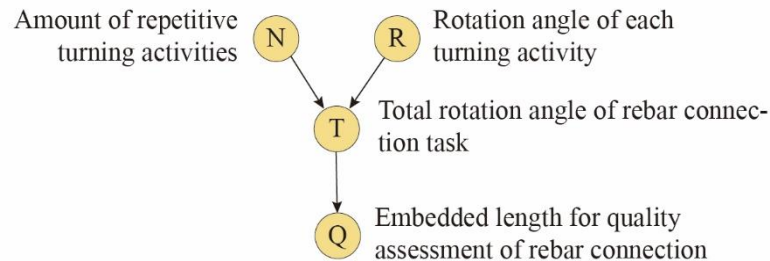 Amount of repetitive
turning activities
N
R
Rotation angle of each
turning activity
T
Total rotation angle of rebar connec-
tion task
Q
Embedded length for quality
assessment of rebar connection